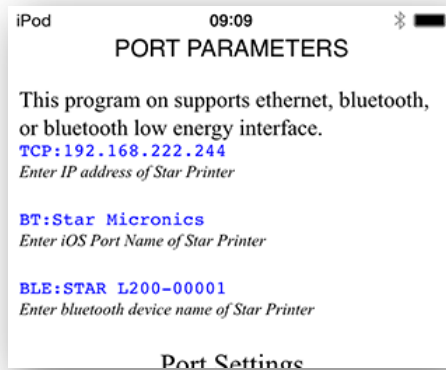 iPod 09:09
PORT PARAMETERS
This program on supports ethernet, bluetooth,
or bluetooth low energy interface.
TCP:192.168.222.244
Enter IP address of Star Printer
BT:Star Micronics
Enter iOS Port Name of Star Printer
BLE:STAR L200-00001
Enter bluetooth device name of Star Printer
Port Settings